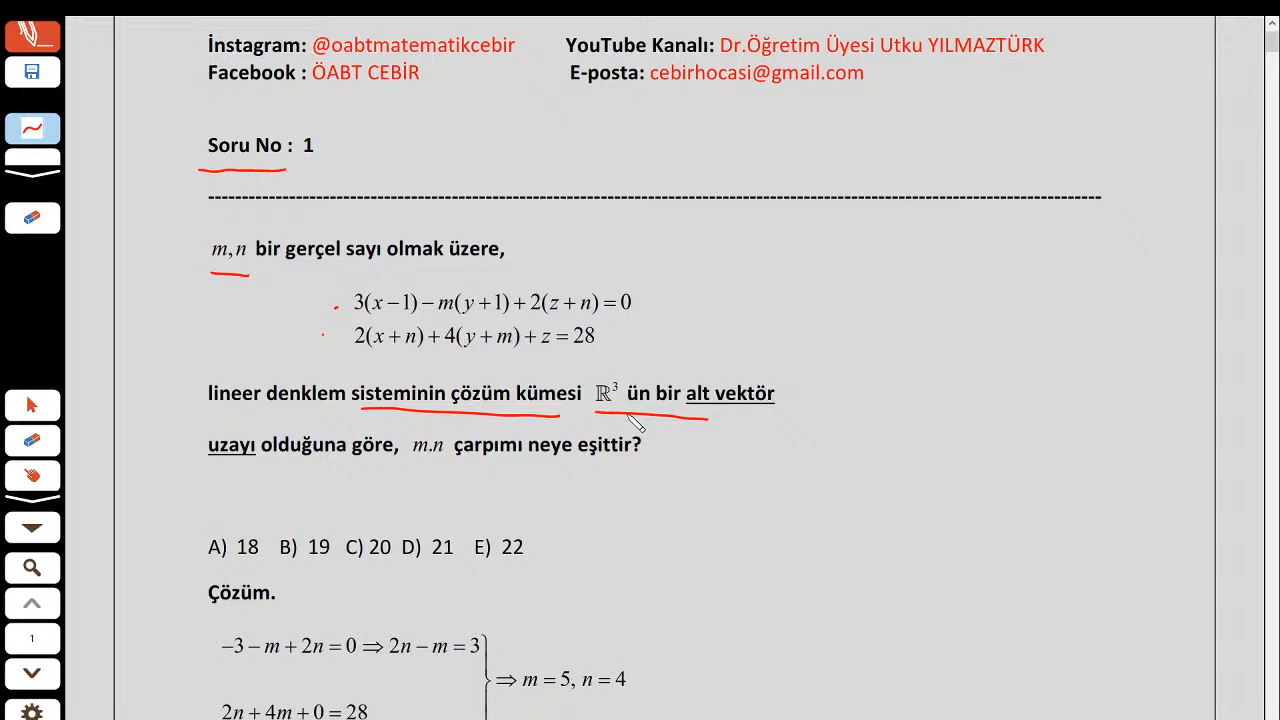 İnstagram: @oabtmatematikcebir YouTube Kanalı: Dr.Öğretim Üyesi Utku YILMAZTÜRK
Facebook : ÖABT CEBİR E-posta: cebirhocasi@gmail.com
Soru No : 1
---------------------------------------------------------------------------
m, n bir gerçel sayı olmak üzere,
3(x − 1) − m(y + 1) + 2(z + n) = 0
2(x + n) + 4(y + m) + z = 28
lineer denklem sisteminin çözüm kümesi ℝ³ ün bir alt vektör
uzayı olduğuna göre, m.n çarpımı neye eşittir?
A) 18 B) 19 C) 20 D) 21 E) 22
Çözüm.
−3 − m + 2n = 0 ⇒ 2n − m = 3
⇒ m = 5, n = 4
2n + 4m + 0 = 28
1